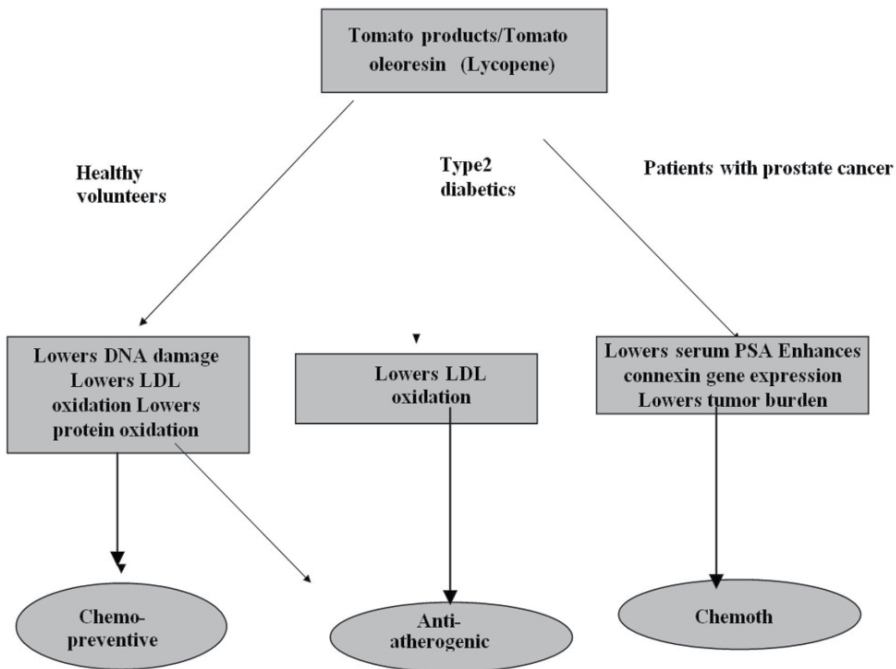 Tomato products/Tomato
oleoresin (Lycopene)
Healthy
volunteers
Type2
diabetics
Patients with prostate cancer
Lowers DNA damage
Lowers LDL
oxidation Lowers
protein oxidation
Lowers LDL
oxidation
Lowers serum PSA Enhances
connexin gene expression
Lowers tumor burden
Chemo-
preventive
Anti-
atherogenic
Chemoth